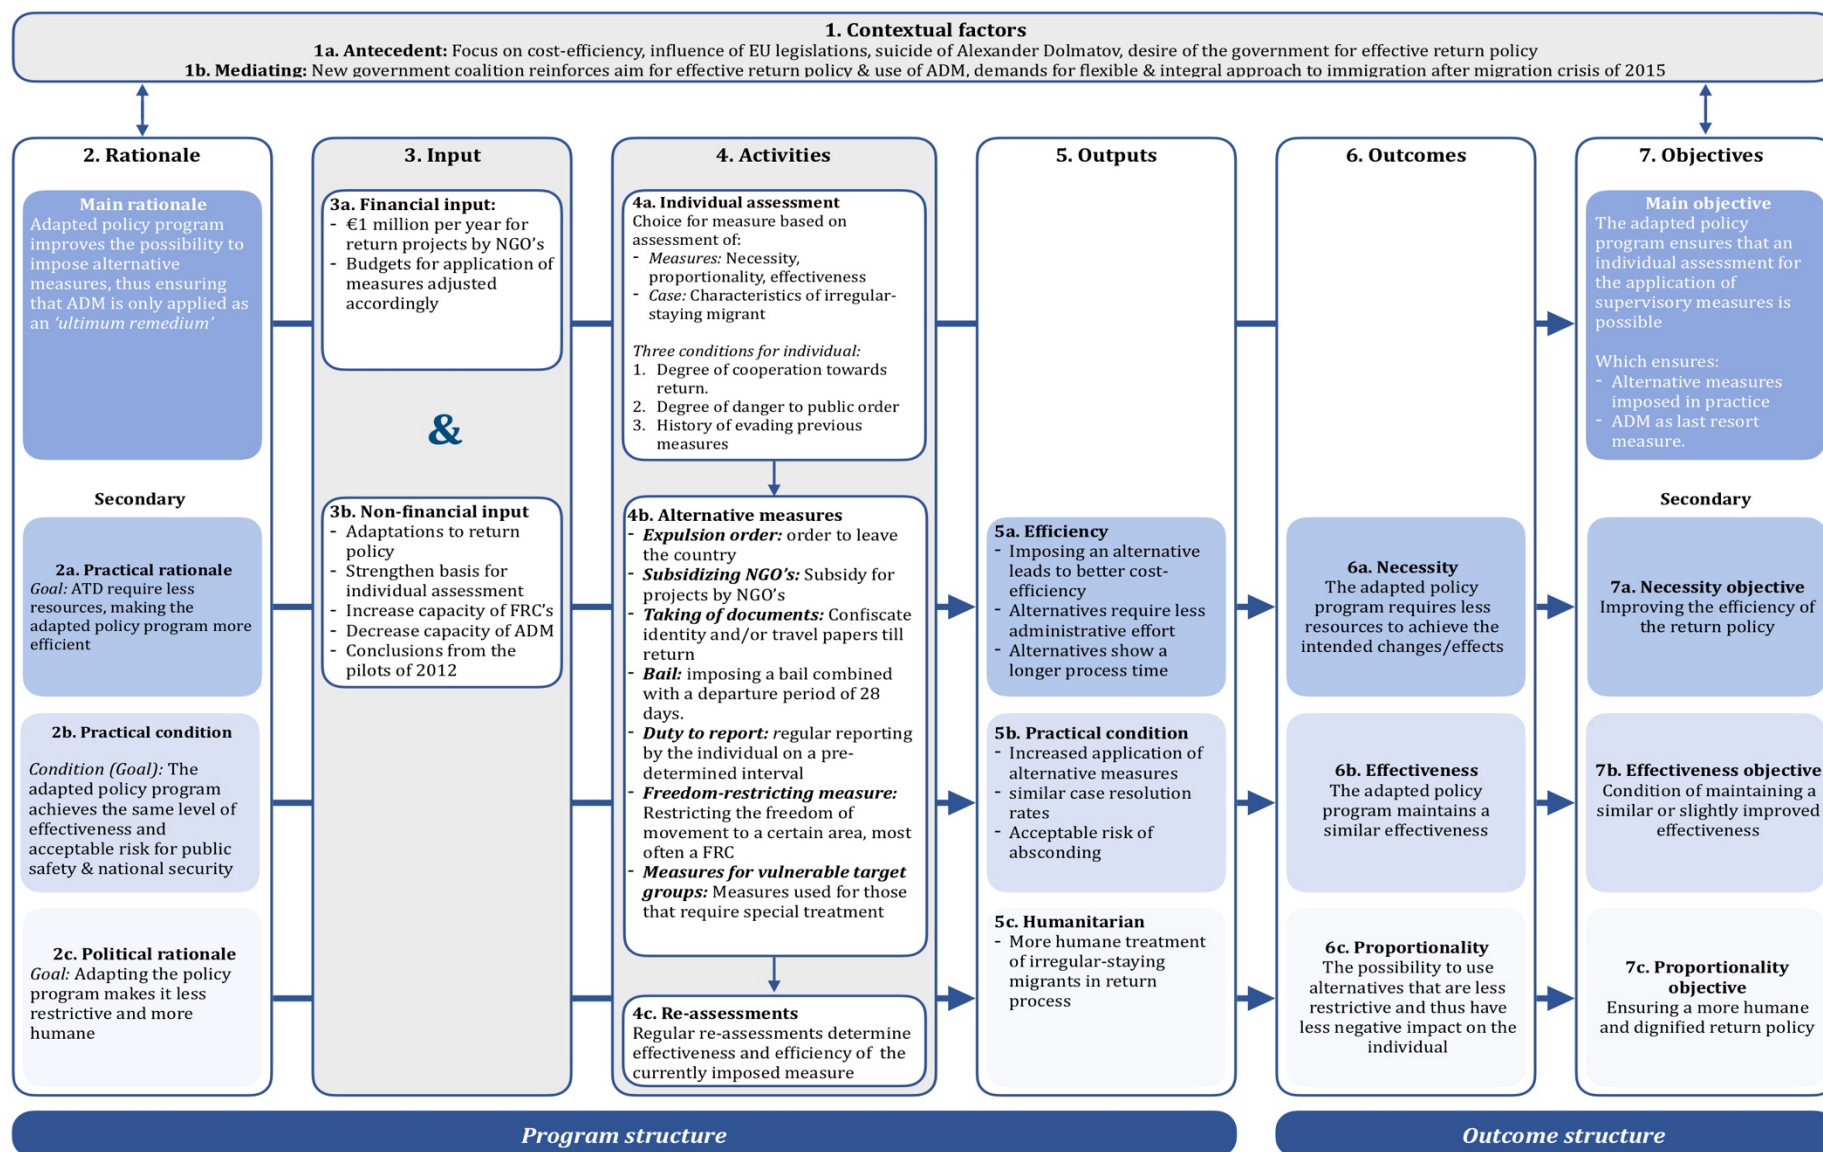 1. Contextual factors
1a. Antecedent: Focus on cost-efficiency, influence of EU legislations, suicide of Alexander Dolmatov, desire of the government for effective return policy
1b. Mediating: New government coalition reinforces aim for effective return policy & use of ADM, demands for flexible & integral approach to immigration after migration crisis of 2015
2. Rationale
Main rationale
Adapted policy program
improves the possibility to
impose alternative
measures, thus ensuring
that ADM is only applied as
an ‘ultimum remedium’
Secondary
2a. Practical rationale
Goal: ATD require less
resources, making the
adapted policy program more
efficient
2b. Practical condition
Condition (Goal): The
adapted policy program
achieves the same level of
effectiveness and
acceptable risk for public
safety & national security
2c. Political rationale
Goal: Adapting the policy
program makes it less
restrictive and more
humane
3. Input
3a. Financial input:
- €1 million per year for
return projects by NGO’s
- Budgets for application of
measures adjusted
accordingly
&
3b. Non-financial input
- Adaptations to return
policy
- Strengthen basis for
individual assessment
- Increase capacity of FRC’s
- Decrease capacity of ADM
- Conclusions from the
pilots of 2012
4. Activities
4a. Individual assessment
Choice for measure based on
assessment of:
- Measures: Necessity,
proportionality, effectiveness
- Case: Characteristics of irregular-
staying migrant
Three conditions for individual:
1. Degree of cooperation towards
return.
2. Degree of danger to public order
3. History of evading previous
measures
4b. Alternative measures
- Expulsion order: order to leave
the country
- Subsidizing NGO’s: Subsidy for
projects by NGO’s
- Taking of documents: Confiscate
identity and/or travel papers till
return
- Bail: imposing a bail combined
with a departure period of 28
days.
- Duty to report: regular reporting
by the individual on a pre-
determined interval
- Freedom-restricting measure:
Restricting the freedom of
movement to a certain area, most
often a FRC
- Measures for vulnerable target
groups: Measures used for those
that require special treatment
4c. Re-assessments
Regular re-assessments determine
effectiveness and efficiency of the
currently imposed measure
5. Outputs
5a. Efficiency
- Imposing an alternative
leads to better cost-
efficiency
- Alternatives require less
administrative effort
- Alternatives show a
longer process time
5b. Practical condition
- Increased application of
alternative measures
- similar case resolution
rates
- Acceptable risk of
absconding
5c. Humanitarian
- More humane treatment
of irregular-staying
migrants in return
process
6. Outcomes
6a. Necessity
The adapted policy
program requires less
resources to achieve the
intended changes/effects
6b. Effectiveness
The adapted policy
program maintains a
similar effectiveness
6c. Proportionality
The possibility to use
alternatives that are less
restrictive and thus have
less negative impact on the
individual
7. Objectives
Main objective
The adapted policy
program ensures that an
individual assessment for
the application of
supervisory measures is
possible
Which ensures:
- Alternative measures
imposed in practice
- ADM as last resort
measure.
Secondary
7a. Necessity objective
Improving the efficiency of
the return policy
7b. Effectiveness objective
Condition of maintaining a
similar or slightly improved
effectiveness
7c. Proportionality
objective
Ensuring a more humane
and dignified return policy
Program structure
Outcome structure